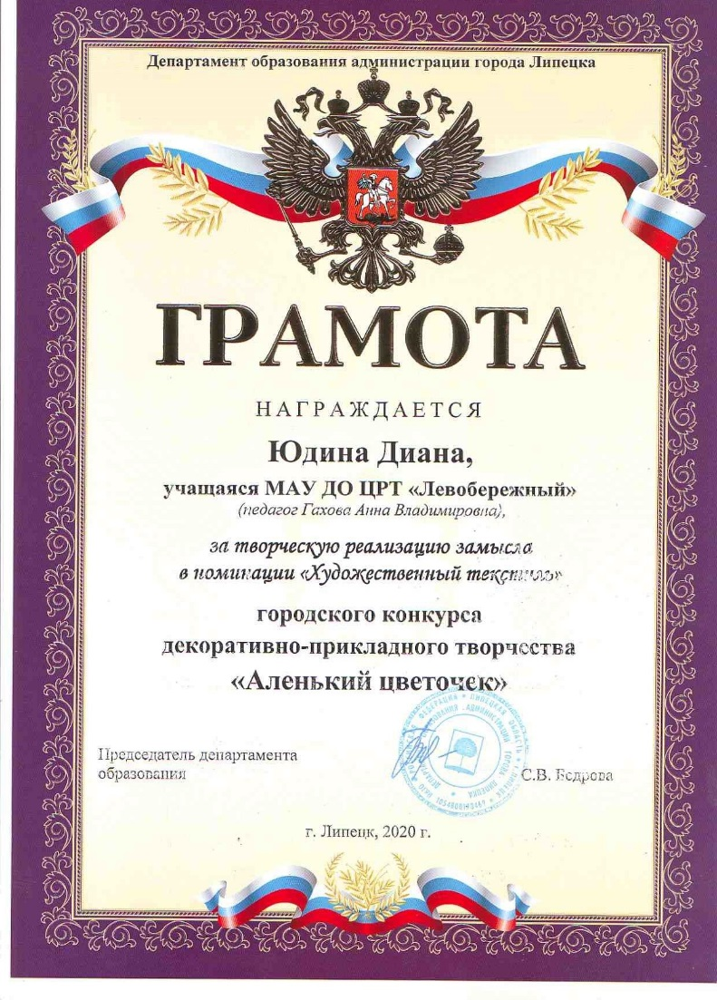 Департамент образования администрации города Липецка
ГРАМОТА
НАГРАЖДАЕТСЯ
Юдина Диана,
учащаяся МАУ ДО ЦРТ «Левобережный»
(педагог Гахова Анна Владимировна),
за творческую реализацию замысла
в номинации «Художественный текстиль»
городского конкурса
декоративно-прикладного творчества
«Аленький цветочек»
Председатель департамента
образования
С.В. Бедрова
г. Липецк, 2020 г.